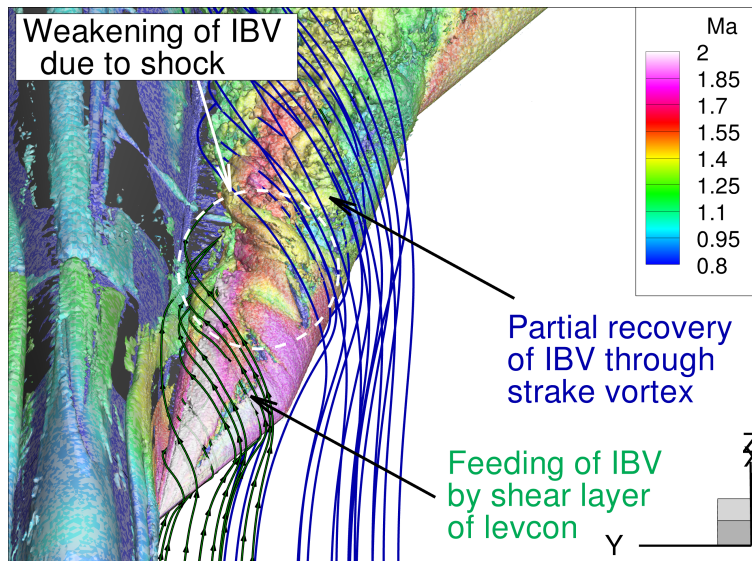 Weakening of IBV
due to shock
Ma
2
1.85
1.7
1.55
1.4
1.25
1.1
0.95
0.8
Partial recovery
of IBV through
strake vortex
Feeding of IBV
by shear layer
of levcon
Y